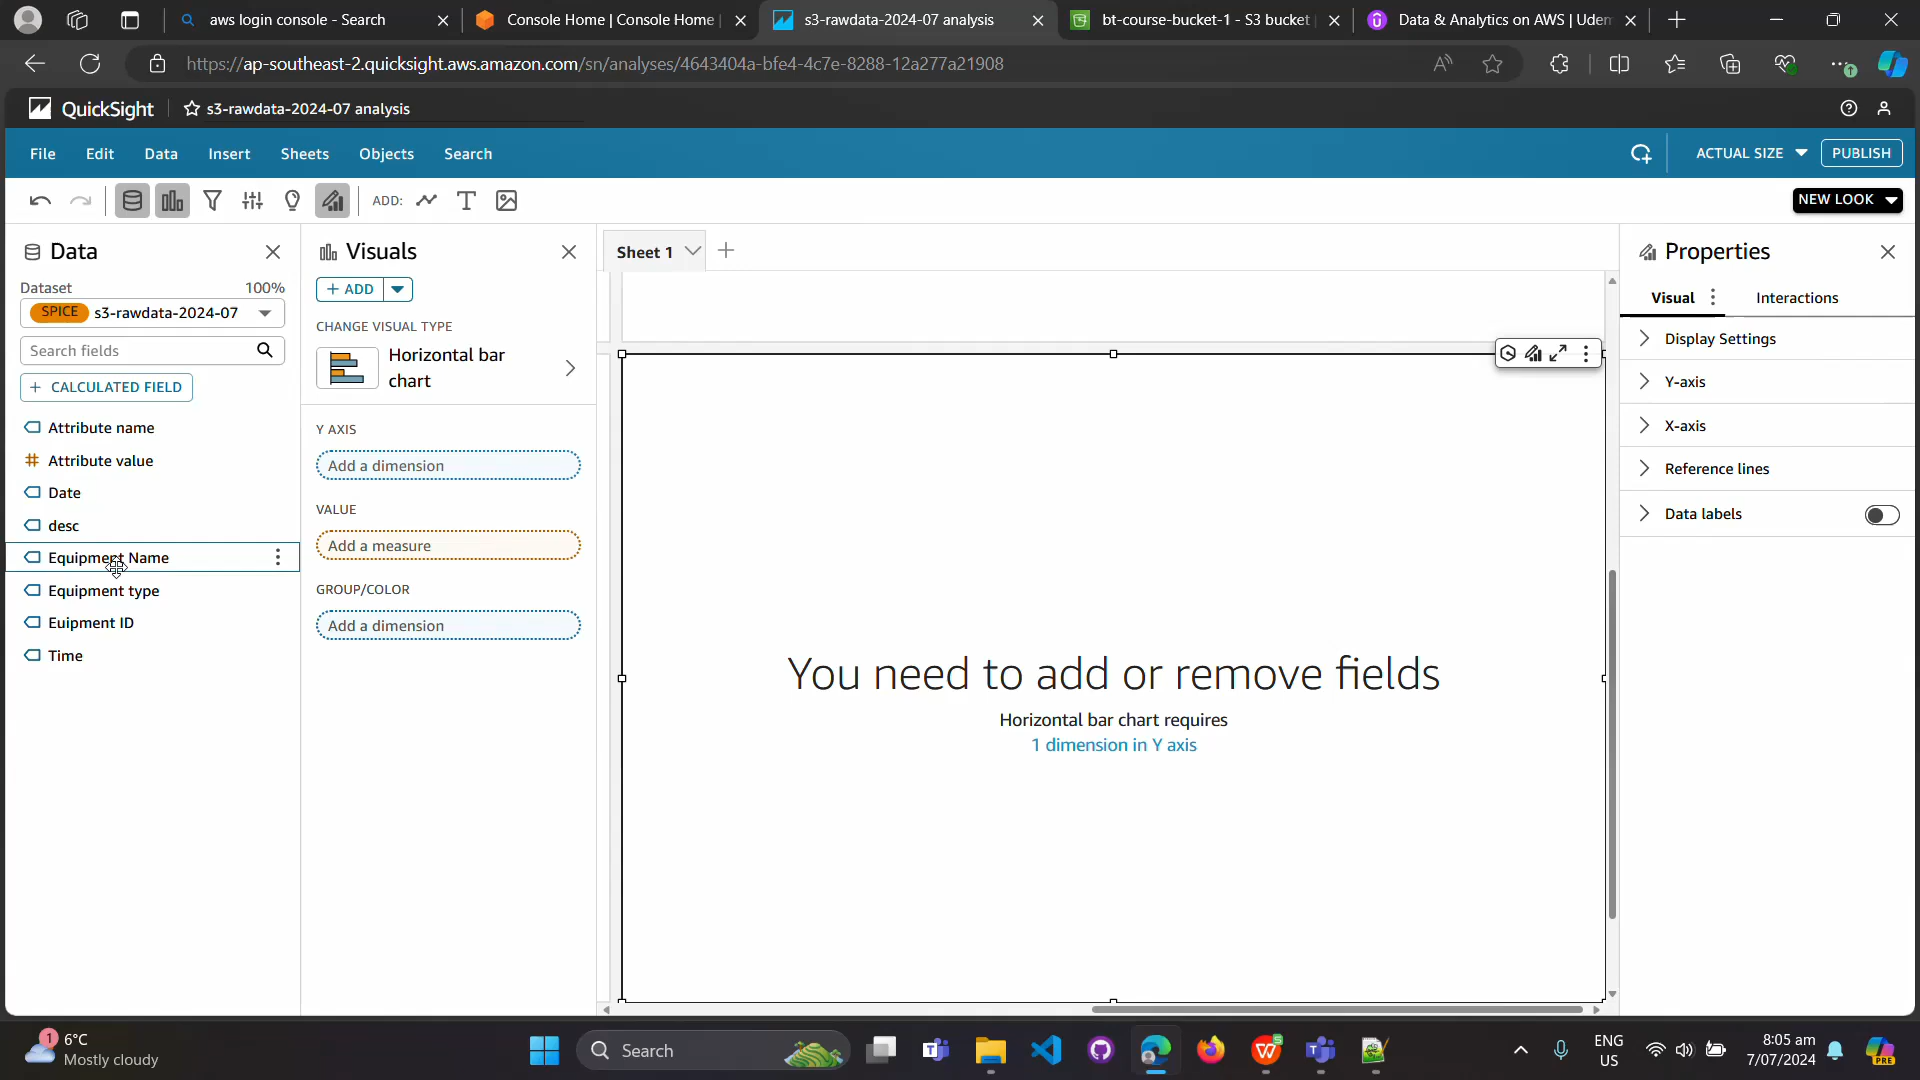 aws login console - Search
Console Home | Console Home
s3-rawdata-2024-07 analysis
bt-course-bucket-1 - S3 bucket
Data & Analytics on AWS | Udem
https://ap-southeast-2.quicksight.aws.amazon.com/sn/analyses/4643404a-bfe4-4c7e-8288-12a277a21908
QuickSight
s3-rawdata-2024-07 analysis
File
Edit
Data
Insert
Sheets
Objects
Search
ACTUAL SIZE
PUBLISH
ADD:
NEW LOOK
Data
Dataset
100%
SPICE
s3-rawdata-2024-07
Search fields
+ CALCULATED FIELD
Attribute name
Attribute value
Date
desc
Equipment Name
Equipment type
Euipment ID
Time
Visuals
+ ADD
CHANGE VISUAL TYPE
Horizontal bar
chart
Y AXIS
Add a dimension
VALUE
Add a measure
GROUP/COLOR
Add a dimension
Sheet 1
You need to add or remove fields
Horizontal bar chart requires
1 dimension in Y axis
Properties
Visual
Interactions
Display Settings
Y-axis
X-axis
Reference lines
Data labels
1
6°C
Mostly cloudy
Search
ENG
US
8:05 am
7/07/2024
PRE